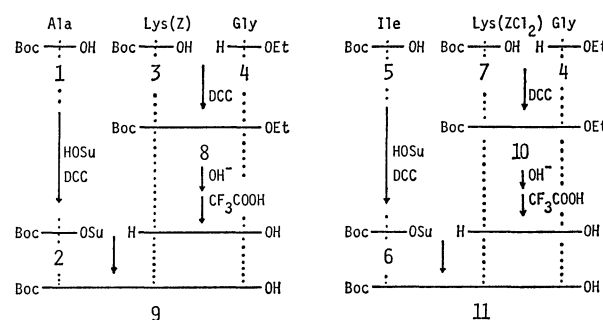 Ala Lys(Z) Gly Ile Lys(ZCl2) Gly
Boc OH Boc OH H OEt Boc OH Boc OH H OEt
1 3 4 5 7 4
DCC DCC
Boc OEt Boc OEt
HOSu 8 HOSu 10
DCC OH- DCC OH-
CF3COOH CF3COOH
Boc OSu H OH Boc OSu H OH
2 6
Boc OH Boc OH
9 11